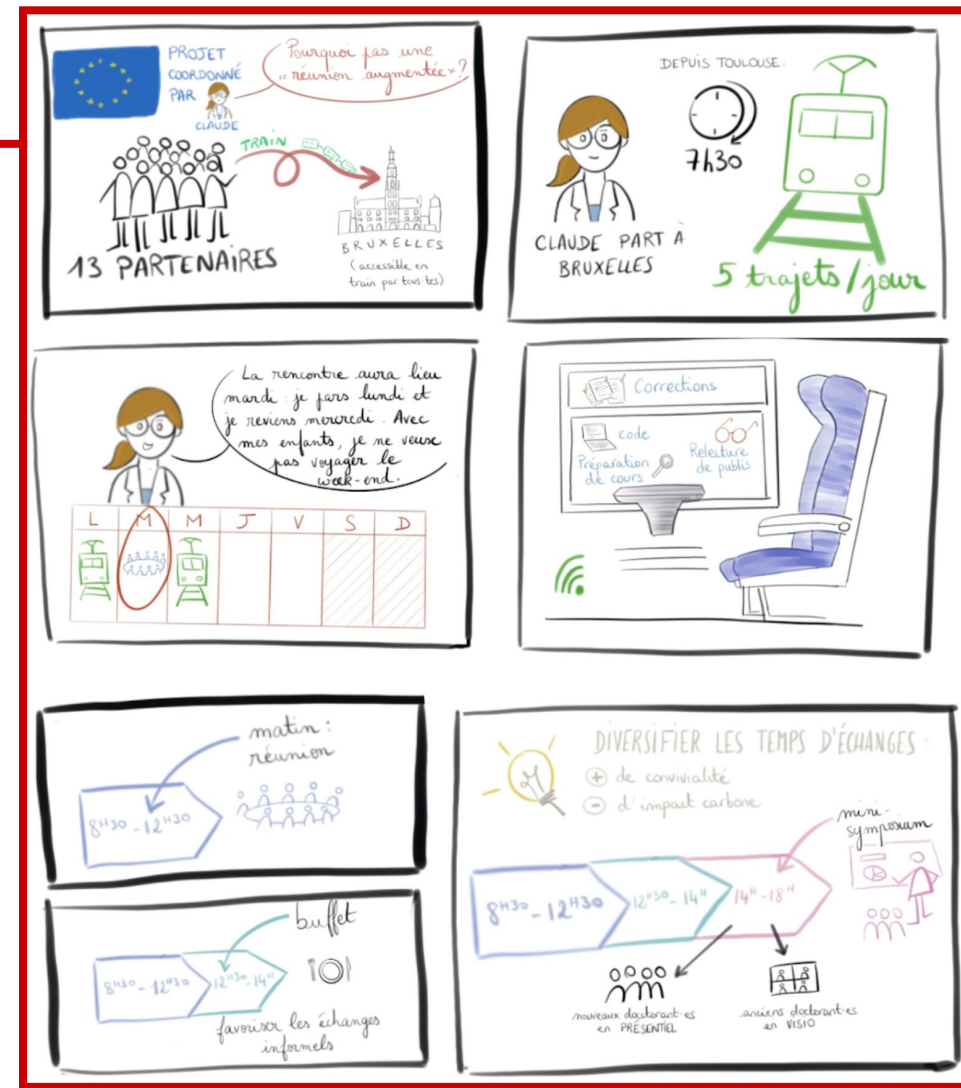 PROJET
COORDONNÉ
PAR
CLAUDE
Pourquoi pas une
« réunion augmentée » ?
TRAIN
13 PARTENAIRES
BRUXELLES
(accessible en
train par tous·tes)
DEPUIS TOULOUSE :
7h30
CLAUDE PART À
BRUXELLES
5 trajets/jour
La rencontre aura lieu
mardi : je pars lundi et
je reviens mercredi. Avec
mes enfants, je ne veux
pas voyager le
week-end.
L M M J V S D
Corrections
code
Relecture
de publis
Préparation
de cours
matin :
réunion
8H30 - 12H30
buffet
8H30 - 12H30 12H30 - 14H
favoriser les échanges
informels
DIVERSIFIER LES TEMPS D'ÉCHANGES :
+ de convivialité
- d'impact carbone
mini-
symposium
8H30 - 12H30 12H30 - 14H 14H - 18H
nouveaux doctorant·es
en PRÉSENTIEL
anciens doctorant·es
en VISIO